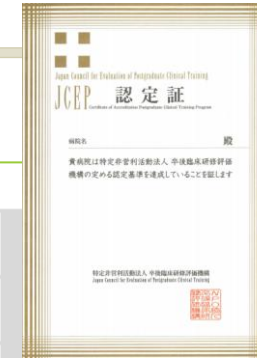 Japan Council for Evaluation of Postgraduate Clinical Training
JCEP 認定証
Certificate of Accreditation Postgraduate Clinical Training Program
病院名 殿
貴病院は特定非営利活動法人 卒後臨床研修評価
機構の定める認定基準を達成していることを証します
特定非営利活動法人 卒後臨床研修評価機構
Japan Council for Evaluation of Postgraduate Clinical Training